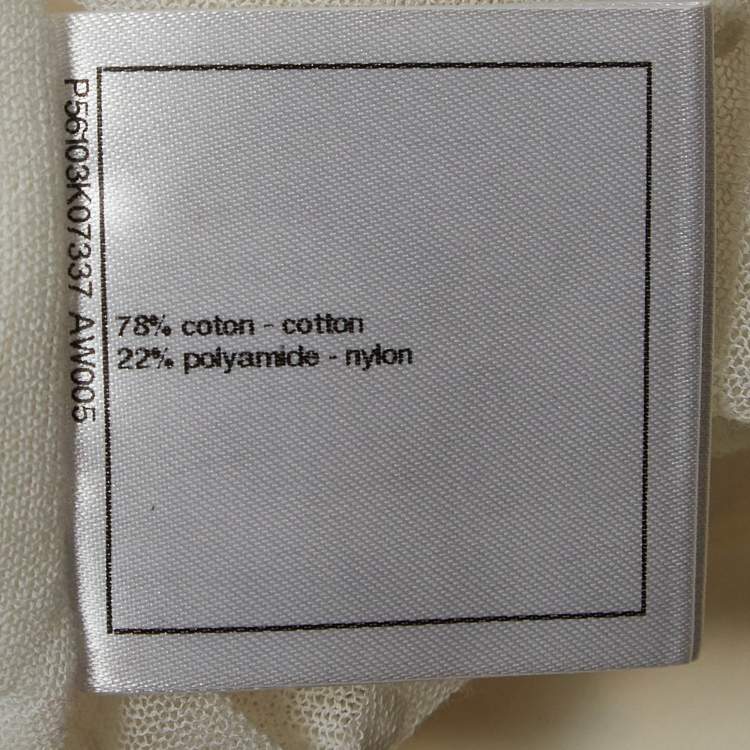 P56103K07337 AW005
78% coton - cotton
22% polyamide - nylon